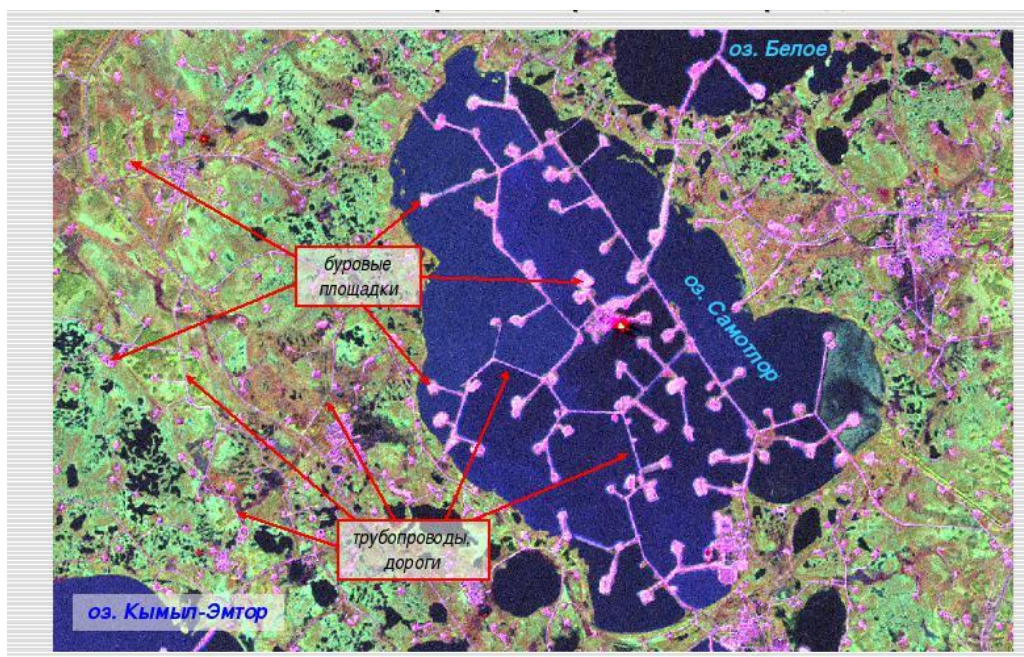 оз. Белое
буровые
площадки
оз. Самотлор
трубопроводы,
дороги
оз. Кымыл-Эмтор